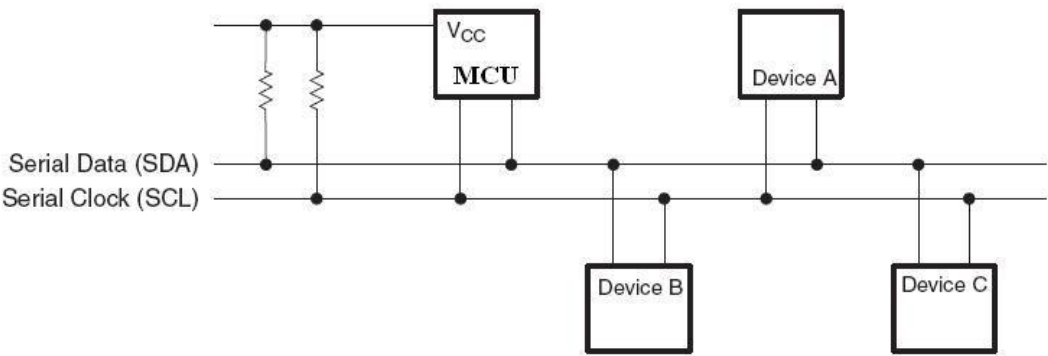 VCC
MCU
Device A
Serial Data (SDA)
Serial Clock (SCL)
Device B
Device C